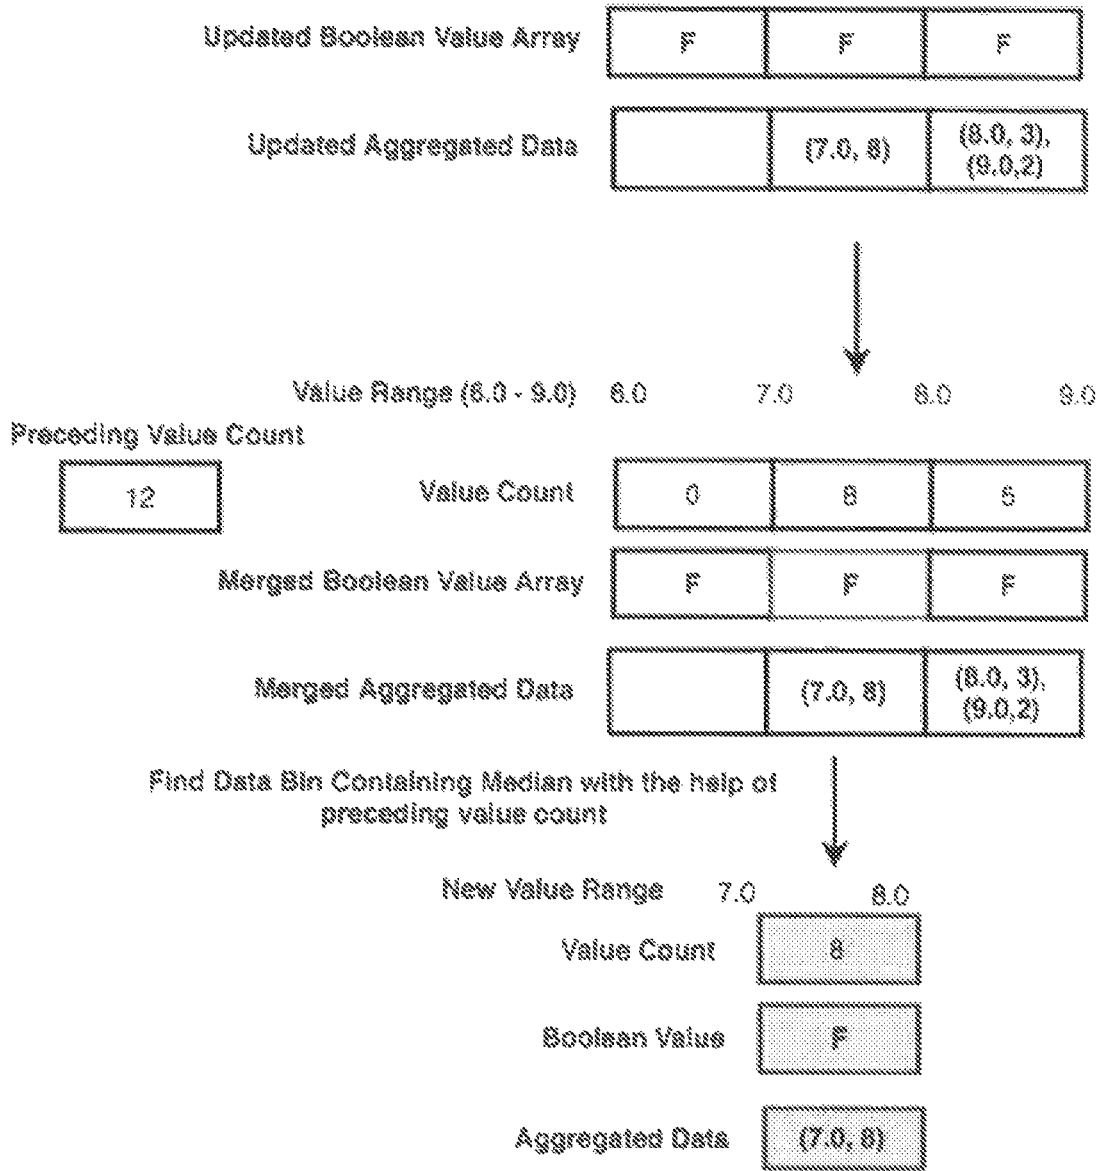 Updated Boolean Value Array F F F
Updated Aggregated Data (7.0, 8) (8.0, 3),
(9.0,2)
Value Range (6.0 - 9.0) 6.0 7.0 8.0 9.0
Preceding Value Count
12
Value Count 0 8 5
Merged Boolean Value Array F F F
Merged Aggregated Data (7.0, 8) (8.0, 3),
(9.0,2)
Find Data Bin Containing Median with the help of
preceding value count
New Value Range 7.0 8.0
Value Count 8
Boolean Value F
Aggregated Data (7.0, 8)